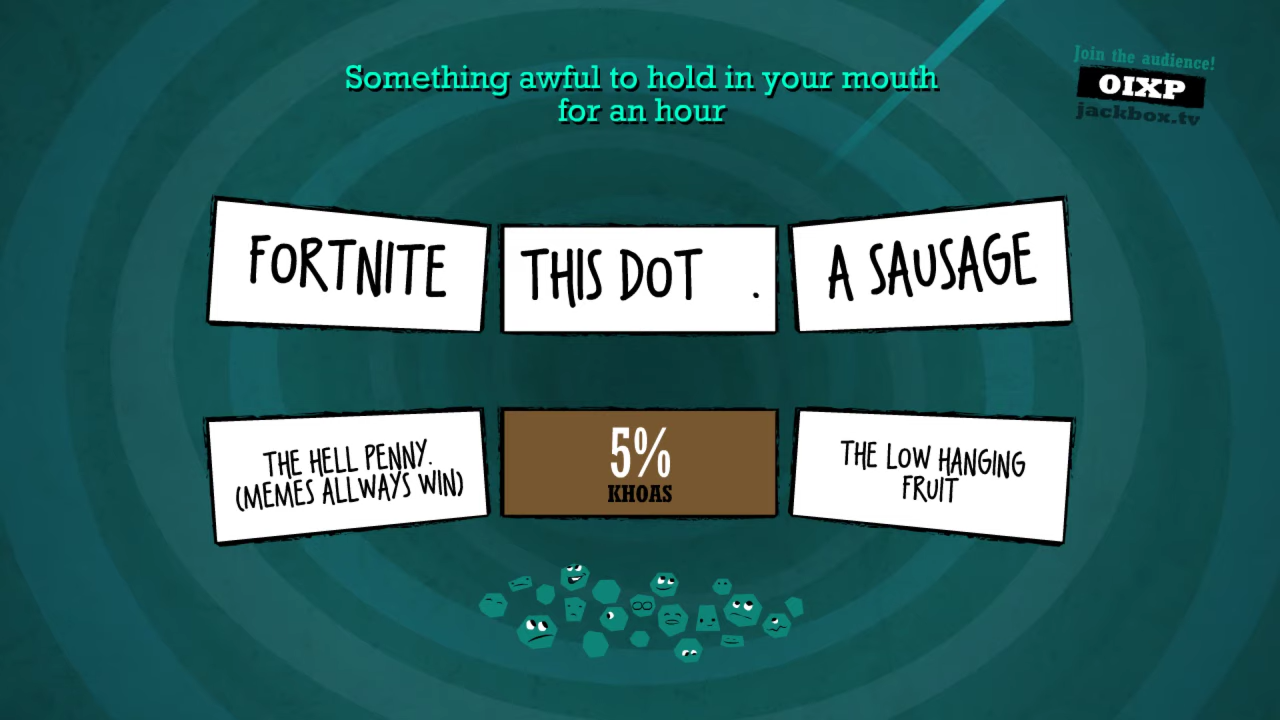 Something awful to hold in your mouth
for an hour
Join the audience!
OIXP
jackbox.tv
FORTNITE
THIS DOT .
A SAUSAGE
THE HELL PENNY.
(MEMES ALLWAYS WIN)
5%
KHOAS
THE LOW HANGING
FRUIT